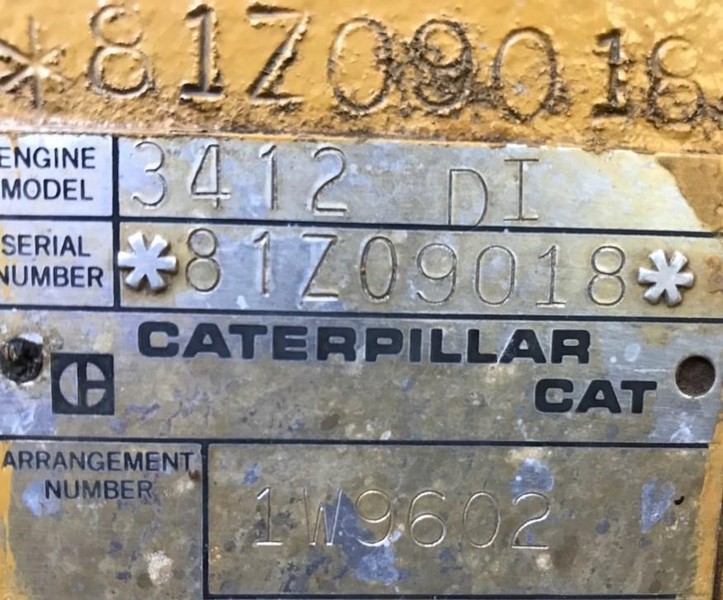 *81Z09018
ENGINE MODEL 3412 DI
SERIAL NUMBER *81Z09018*
CATERPILLAR
CAT
ARRANGEMENT NUMBER 1W9602